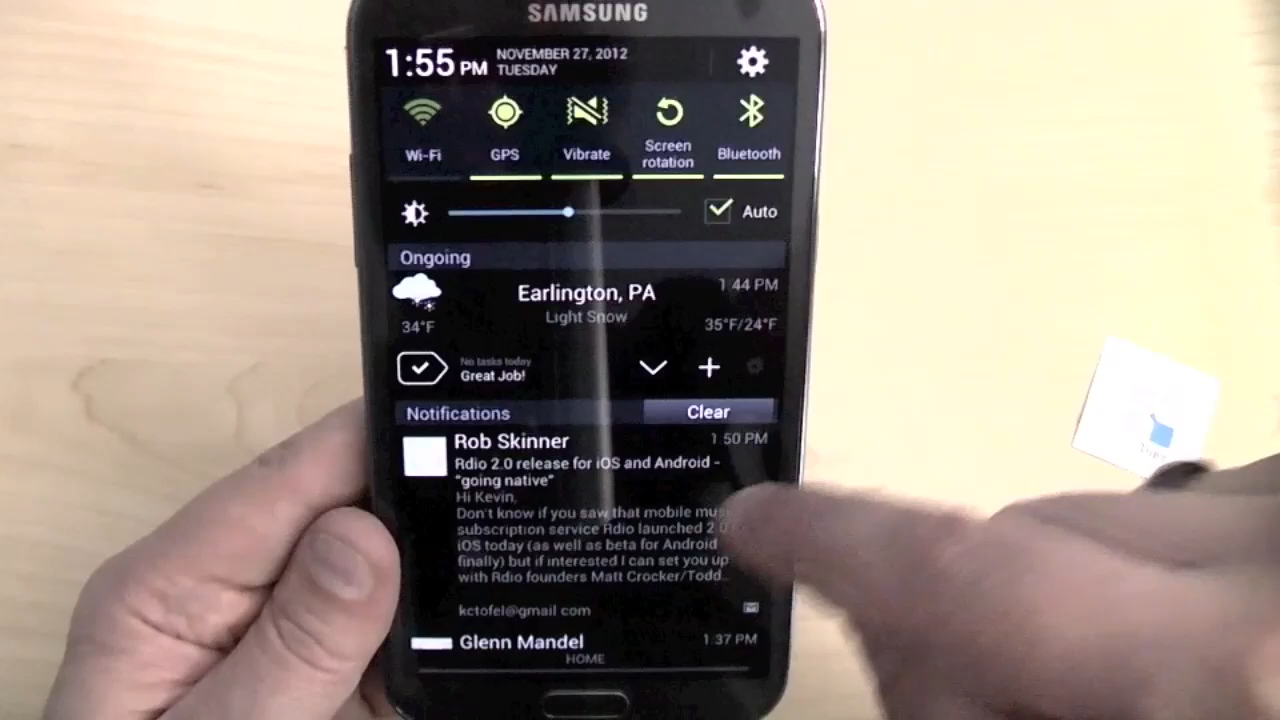 SAMSUNG
1:55 PM
NOVEMBER 27, 2012
TUESDAY
Wi-Fi
GPS
Vibrate
Screen
rotation
Bluetooth
Auto
Ongoing
Earlington, PA
1:44 PM
Light Snow
34°F
35°F/24°F
No tasks today
Great Job!
Notifications
Clear
Rob Skinner
1:50 PM
Rdio 2.0 release for iOS and Android -
"going native"
Hi Kevin,
Don't know if you saw that mobile
subscription service Rdio launched
iOS today (as well as beta for Android
finally) but if interested I can set you up
with Rdio founders Matt Crocker/Todd...
kctofel@gmail.com
Glenn Mandel
1:37 PM
HOME